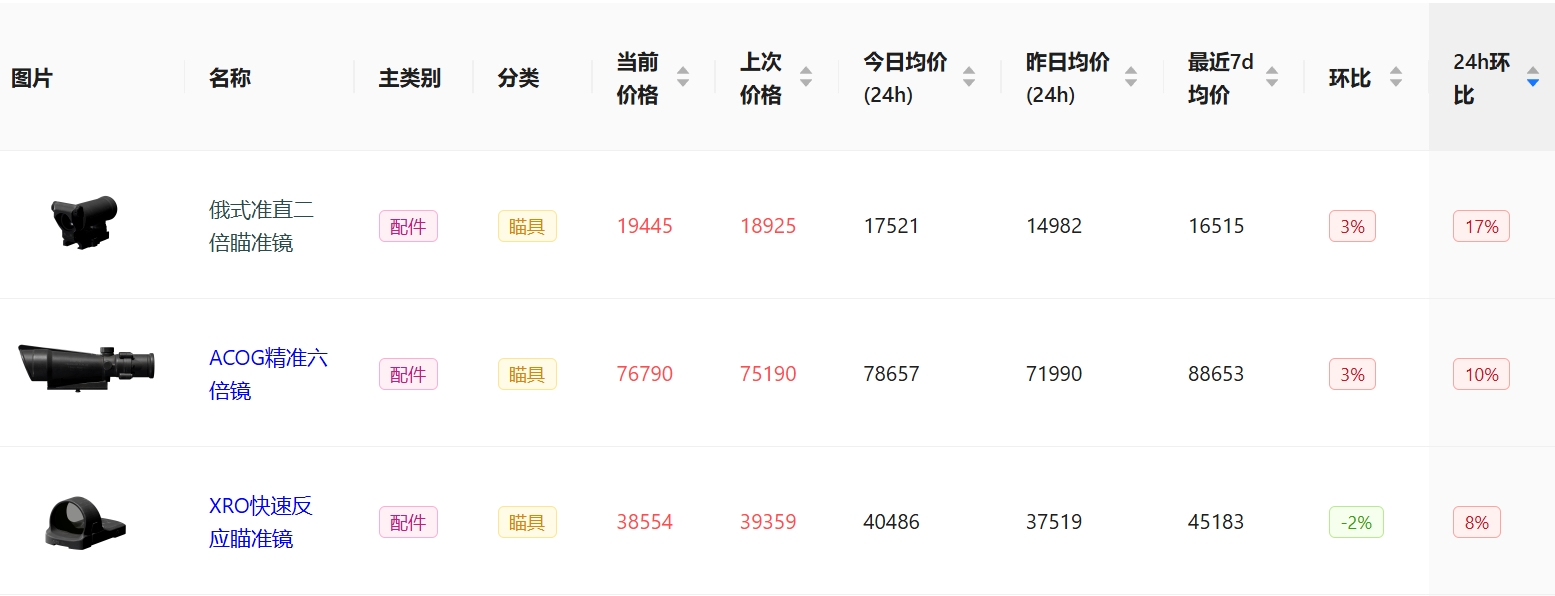 图片 名称 主类别 分类 当前价格 上次价格 今日均价(24h) 昨日均价(24h) 最近7d均价 环比 24h环比
俄式准直二
倍瞄准镜
配件 瞄具 19445 18925 17521 14982 16515 3% 17%
ACOG精准六
倍镜
配件 瞄具 76790 75190 78657 71990 88653 3% 10%
XRO快速反
应瞄准镜
配件 瞄具 38554 39359 40486 37519 45183 -2% 8%